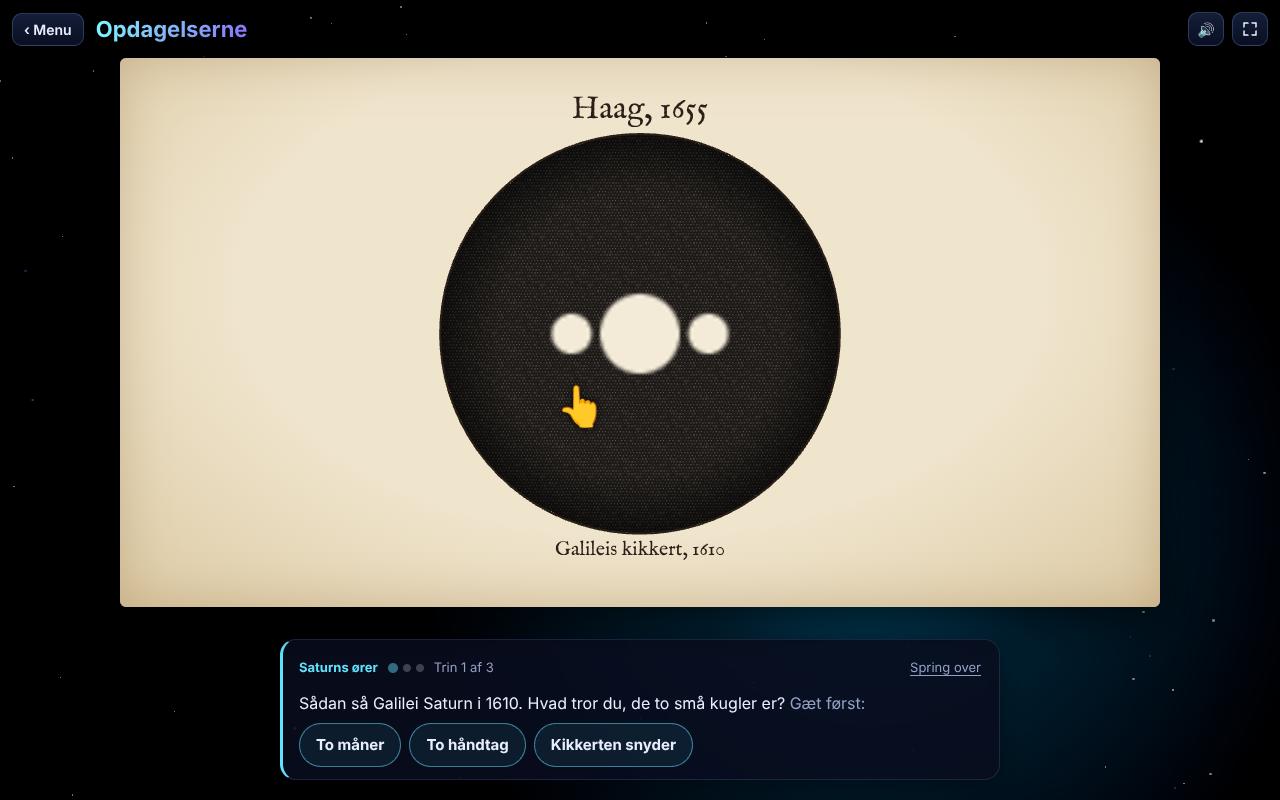 ‹ Menu
Opdagelserne
Haag, 1655
Galileis kikkert, 1610
Saturns ører
Trin 1 af 3
Spring over
Sådan så Galilei Saturn i 1610. Hvad tror du, de to små kugler er? Gæt først:
To måner
To håndtag
Kikkerten snyder